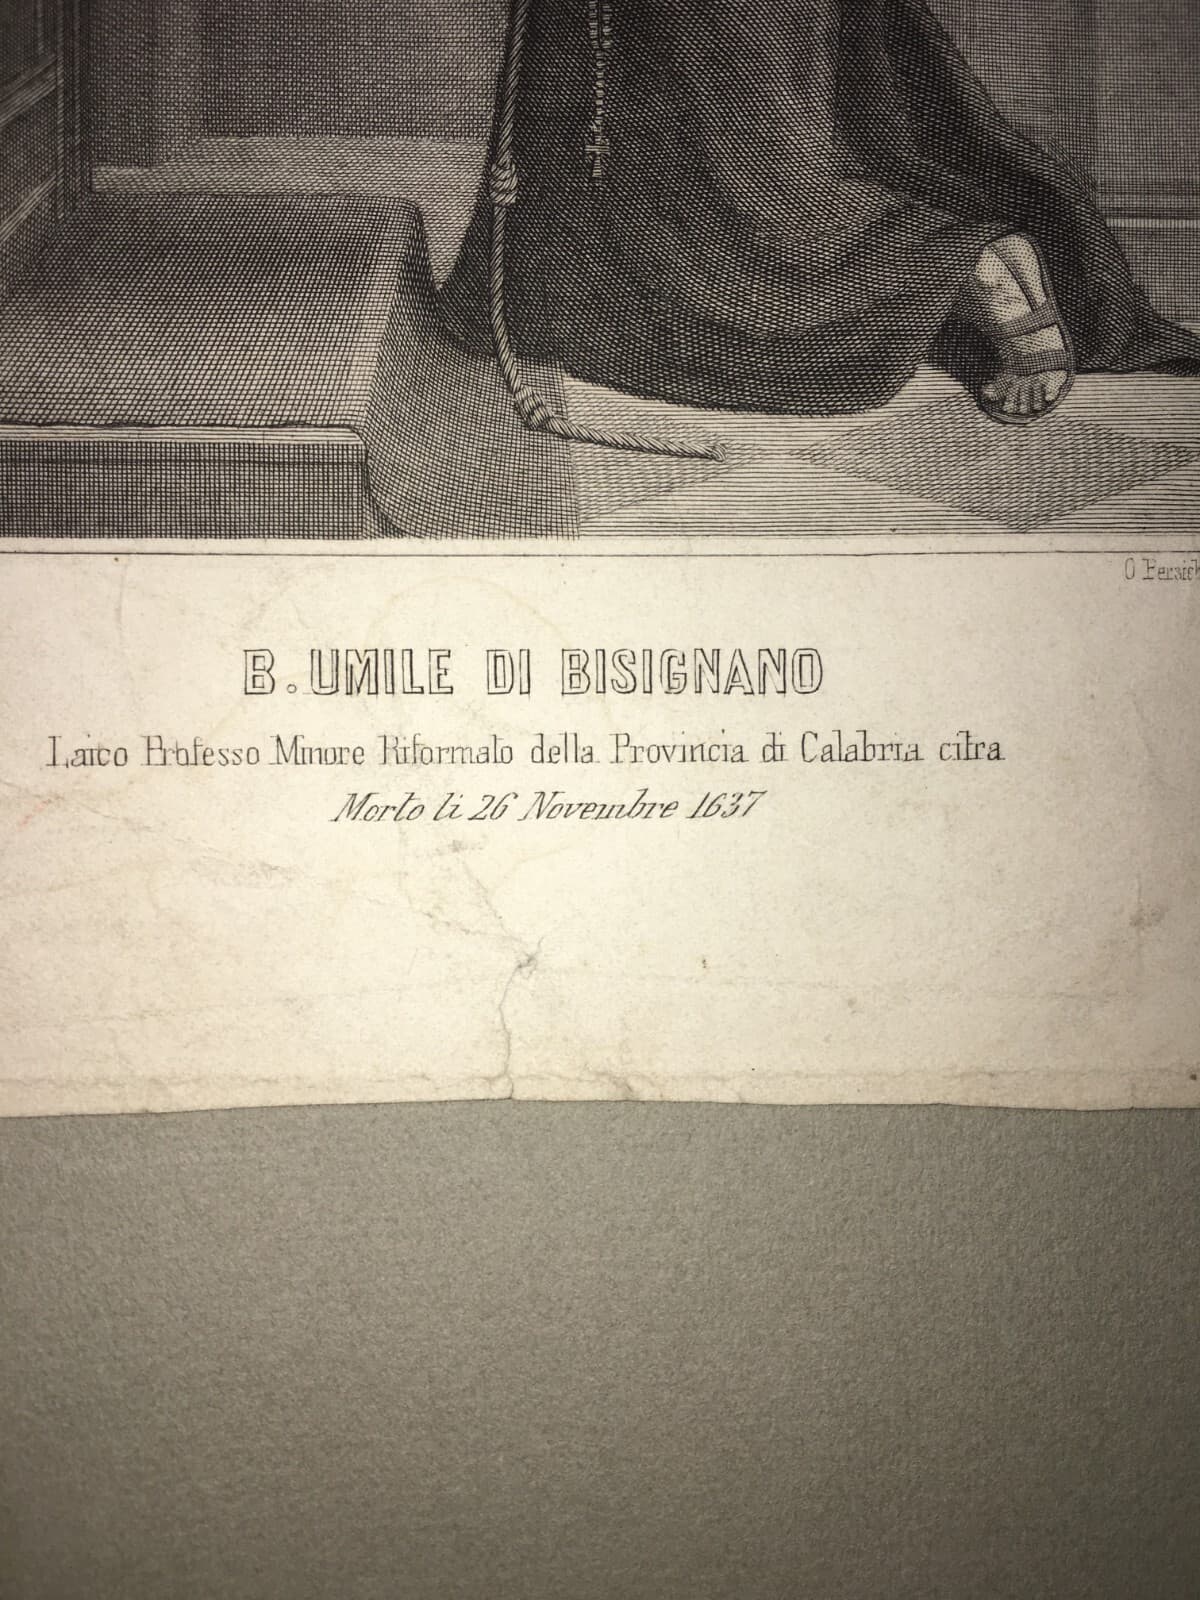 O Persich
B. UMILE DI BISIGNANO
Laico Professo Minore Riformato della Provincia di Calabria citra
Morto li 26 Novembre 1637